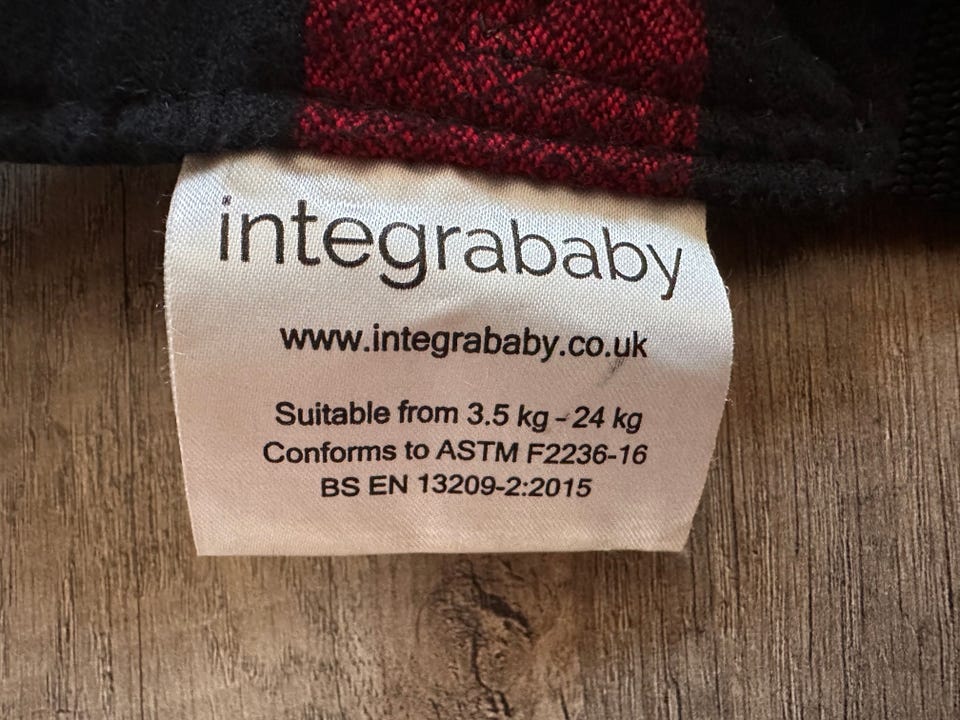 integrababy
www.integrababy.co.uk
Suitable from 3.5 kg - 24 kg
Conforms to ASTM F2236-16
BS EN 13209-2:2015